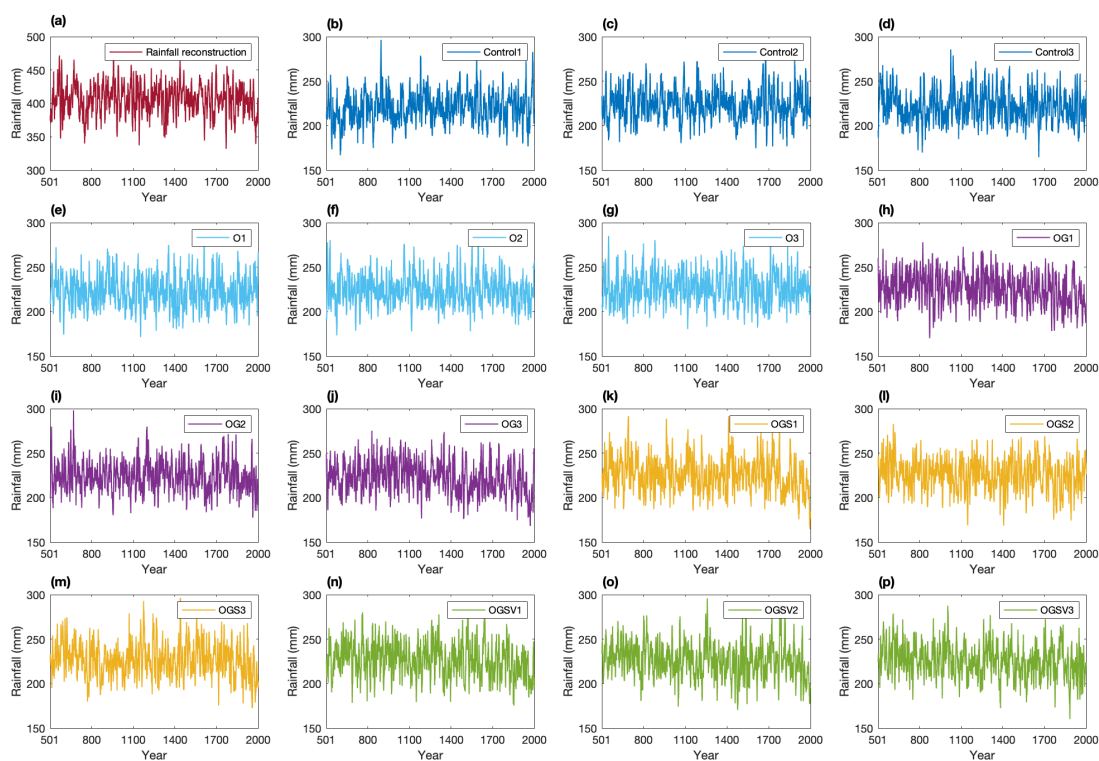 (a) (b) (c) (d)
500 450 400 350 300
Rainfall (mm)
Rainfall reconstruction
501 800 1100 1400 1700 2000
Year
300 250 200 150
Rainfall (mm)
Control1
501 800 1100 1400 1700 2000
Year
300 250 200 150
Rainfall (mm)
Control2
501 800 1100 1400 1700 2000
Year
300 250 200 150
Rainfall (mm)
Control3
501 800 1100 1400 1700 2000
Year
(e) (f) (g) (h)
300 250 200 150
Rainfall (mm)
O1
501 800 1100 1400 1700 2000
Year
300 250 200 150
Rainfall (mm)
O2
501 800 1100 1400 1700 2000
Year
300 250 200 150
Rainfall (mm)
O3
501 800 1100 1400 1700 2000
Year
300 250 200 150
Rainfall (mm)
OG1
501 800 1100 1400 1700 2000
Year
(i) (j) (k) (l)
300 250 200 150
Rainfall (mm)
OG2
501 800 1100 1400 1700 2000
Year
300 250 200 150
Rainfall (mm)
OG3
501 800 1100 1400 1700 2000
Year
300 250 200 150
Rainfall (mm)
OGS1
501 800 1100 1400 1700 2000
Year
300 250 200 150
Rainfall (mm)
OGS2
501 800 1100 1400 1700 2000
Year
(m) (n) (o) (p)
300 250 200 150
Rainfall (mm)
OGS3
501 800 1100 1400 1700 2000
Year
300 250 200 150
Rainfall (mm)
OGSV1
501 800 1100 1400 1700 2000
Year
300 250 200 150
Rainfall (mm)
OGSV2
501 800 1100 1400 1700 2000
Year
300 250 200 150
Rainfall (mm)
OGSV3
501 800 1100 1400 1700 2000
Year